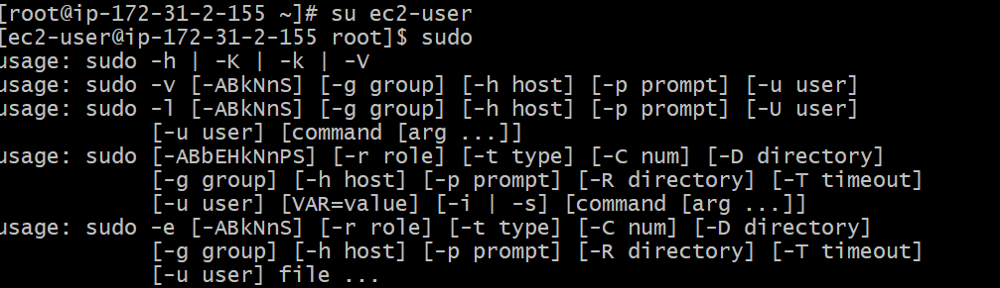 [root@ip-172-31-2-155 ~]# su ec2-user
[ec2-user@ip-172-31-2-155 root]$ sudo
usage: sudo -h | -K | -k | -V
usage: sudo -v [-ABkNnS] [-g group] [-h host] [-p prompt] [-u user]
usage: sudo -l [-ABkNnS] [-g group] [-h host] [-p prompt] [-U user]
            [-u user] [command [arg ...]]
usage: sudo [-ABbEHkNnPS] [-r role] [-t type] [-C num] [-D directory]
            [-g group] [-h host] [-p prompt] [-R directory] [-T timeout]
            [-u user] [VAR=value] [-i | -s] [command [arg ...]]
usage: sudo -e [-ABkNnS] [-r role] [-t type] [-C num] [-D directory]
            [-g group] [-h host] [-p prompt] [-R directory] [-T timeout]
            [-u user] file ...